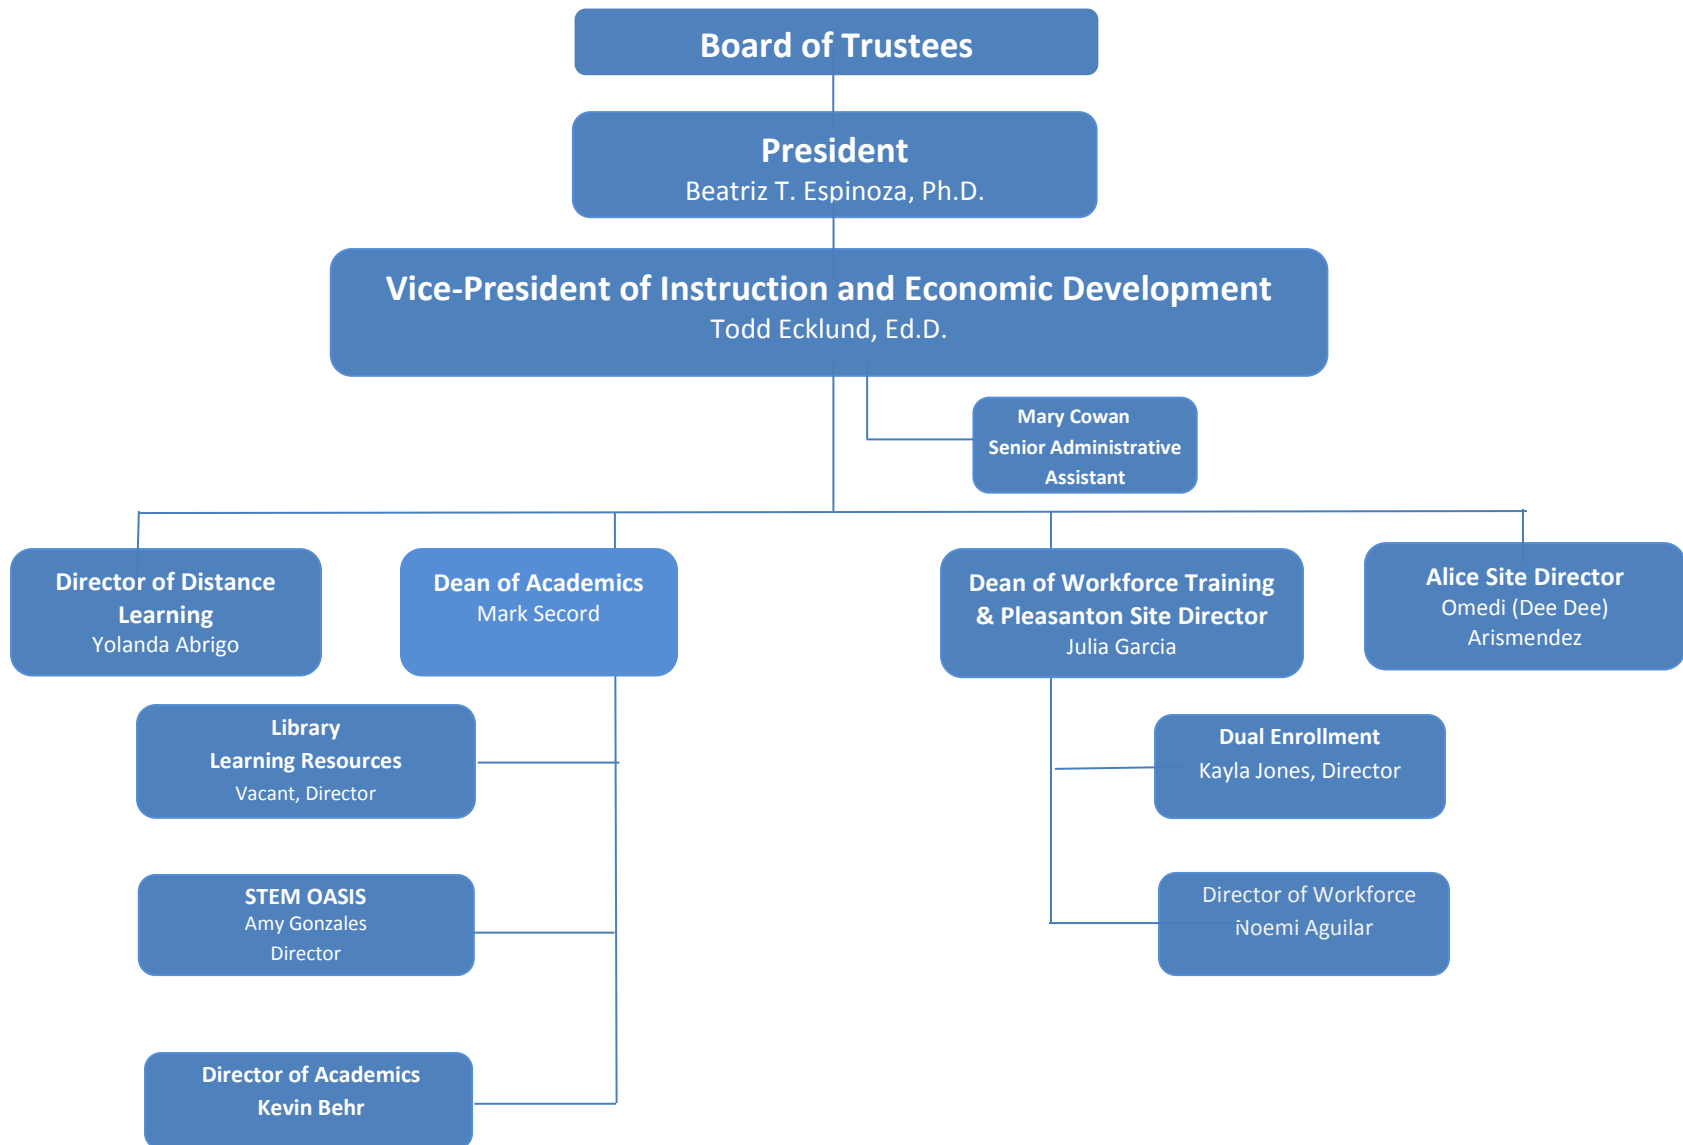 Board of Trustees
President
Beatriz T. Espinoza, Ph.D.
Vice-President of Instruction and Economic Development
Todd Ecklund, Ed.D.
Mary Cowan
Senior Administrative
Assistant
Director of Distance
Learning
Yolanda Abrigo
Dean of Academics
Mark Secord
Dean of Workforce Training
& Pleasanton Site Director
Julia Garcia
Alice Site Director
Omedi (Dee Dee)
Arismendez
Library
Learning Resources
Vacant, Director
STEM OASIS
Amy Gonzales
Director
Director of Academics
Kevin Behr
Dual Enrollment
Kayla Jones, Director
Director of Workforce
Noemi Aguilar